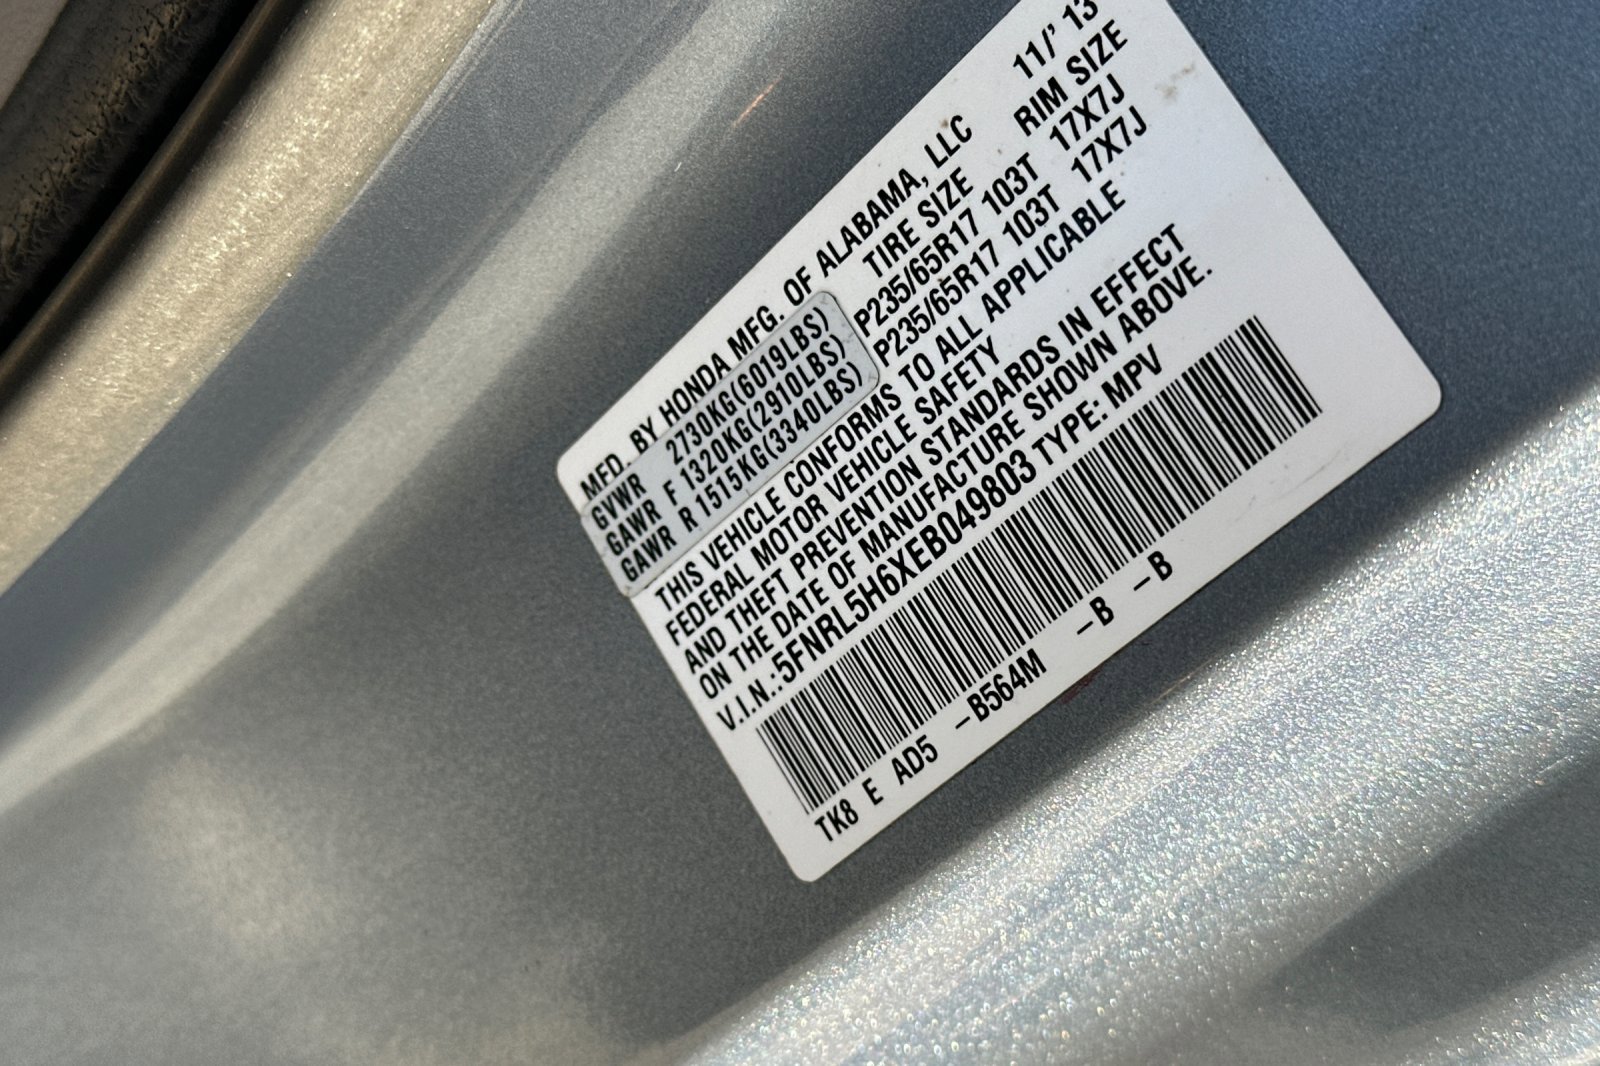 MFD. BY HONDA MFG. OF ALABAMA, LLC 11/' 13
GVWR 2730KG(6019LBS) TIRE SIZE RIM SIZE
GAWR F 1320KG(2910LBS) P235/65R17 103T 17X7J
GAWR R 1515KG(3340LBS) P235/65R17 103T 17X7J
THIS VEHICLE CONFORMS TO ALL APPLICABLE
FEDERAL MOTOR VEHICLE SAFETY
AND THEFT PREVENTION STANDARDS IN EFFECT
ON THE DATE OF MANUFACTURE SHOWN ABOVE.
V.I.N.:5FNRL5H6XEB049803 TYPE: MPV
TK8 E AD5 -B564M -B -B